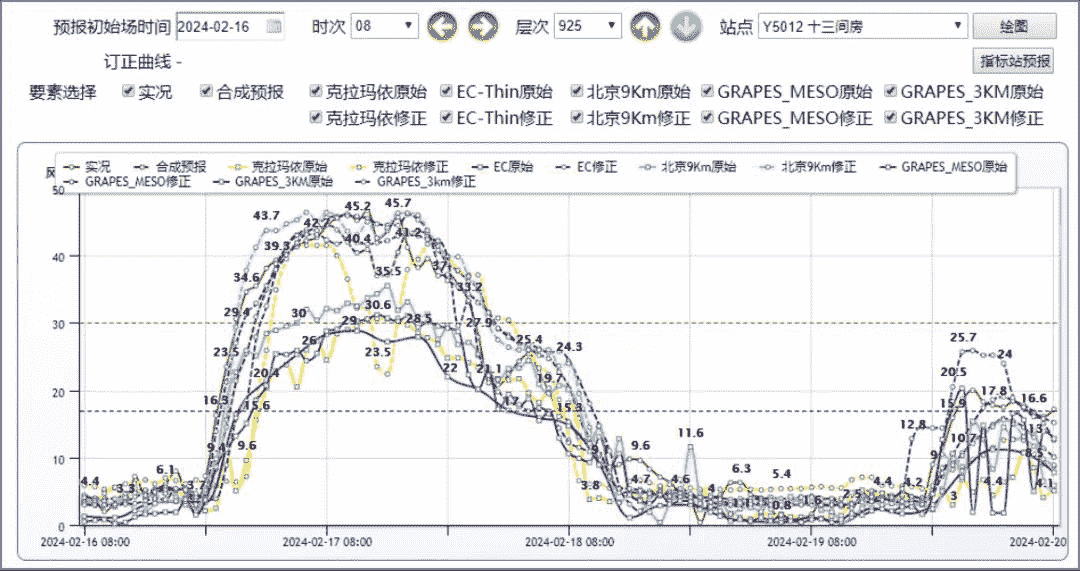 预报初始场时间 2024-02-16 时次 08 层次 925 站点 Y5012 十三间房 绘图
订正曲线 - 指标站预报
要素选择 实况 合成预报 克拉玛依原始 EC-Thin原始 北京9Km原始 GRAPES_MESO原始 GRAPES_3KM原始
克拉玛依修正 EC-Thin修正 北京9Km修正 GRAPES_MESO修正 GRAPES_3KM修正
实况 合成预报 克拉玛依原始 克拉玛依修正 EC原始 EC修正 北京9Km原始 北京9Km修正 GRAPES_MESO原始
GRAPES_MESO修正 GRAPES_3KM原始 GRAPES_3km修正
50
45.2 45.7
43.7 42.7
40 39.3 40.4 41.2
34.6 35.5 37
33.2
30 29.4 30 29 30.6 28.5 27.9
26 25.4 24.3 25.7 24
23.5 23.5 22 21.1
20 20.4 19.7 20.5
16.3 15.6 17 15.3 15.9 17.8 16.6
12.8 13
10 9.4 9.6 9 9.6 11.6 9 10.7 8.5
4.4 3.3 6.1 3.7 3.8 4.7 4.6 4 6.3 5.4 4.4 4.2 3 4.4 4.1
1.1 0.8 1.6 2.5
0
2024-02-16 08:00 2024-02-17 08:00 2024-02-18 08:00 2024-02-19 08:00 2024-02-20